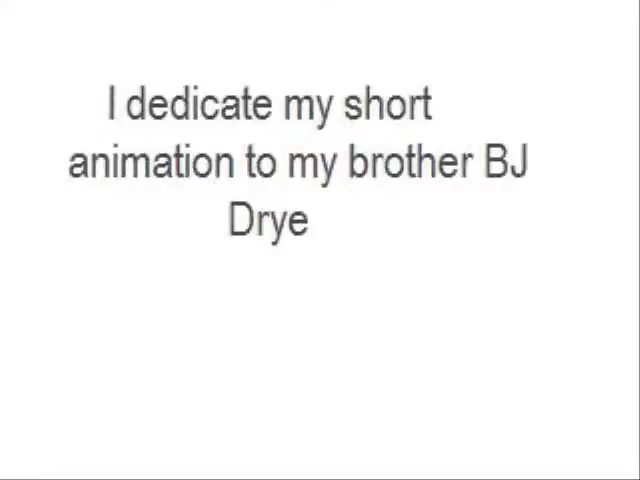 I dedicate my short
animation to my brother BJ
Drye